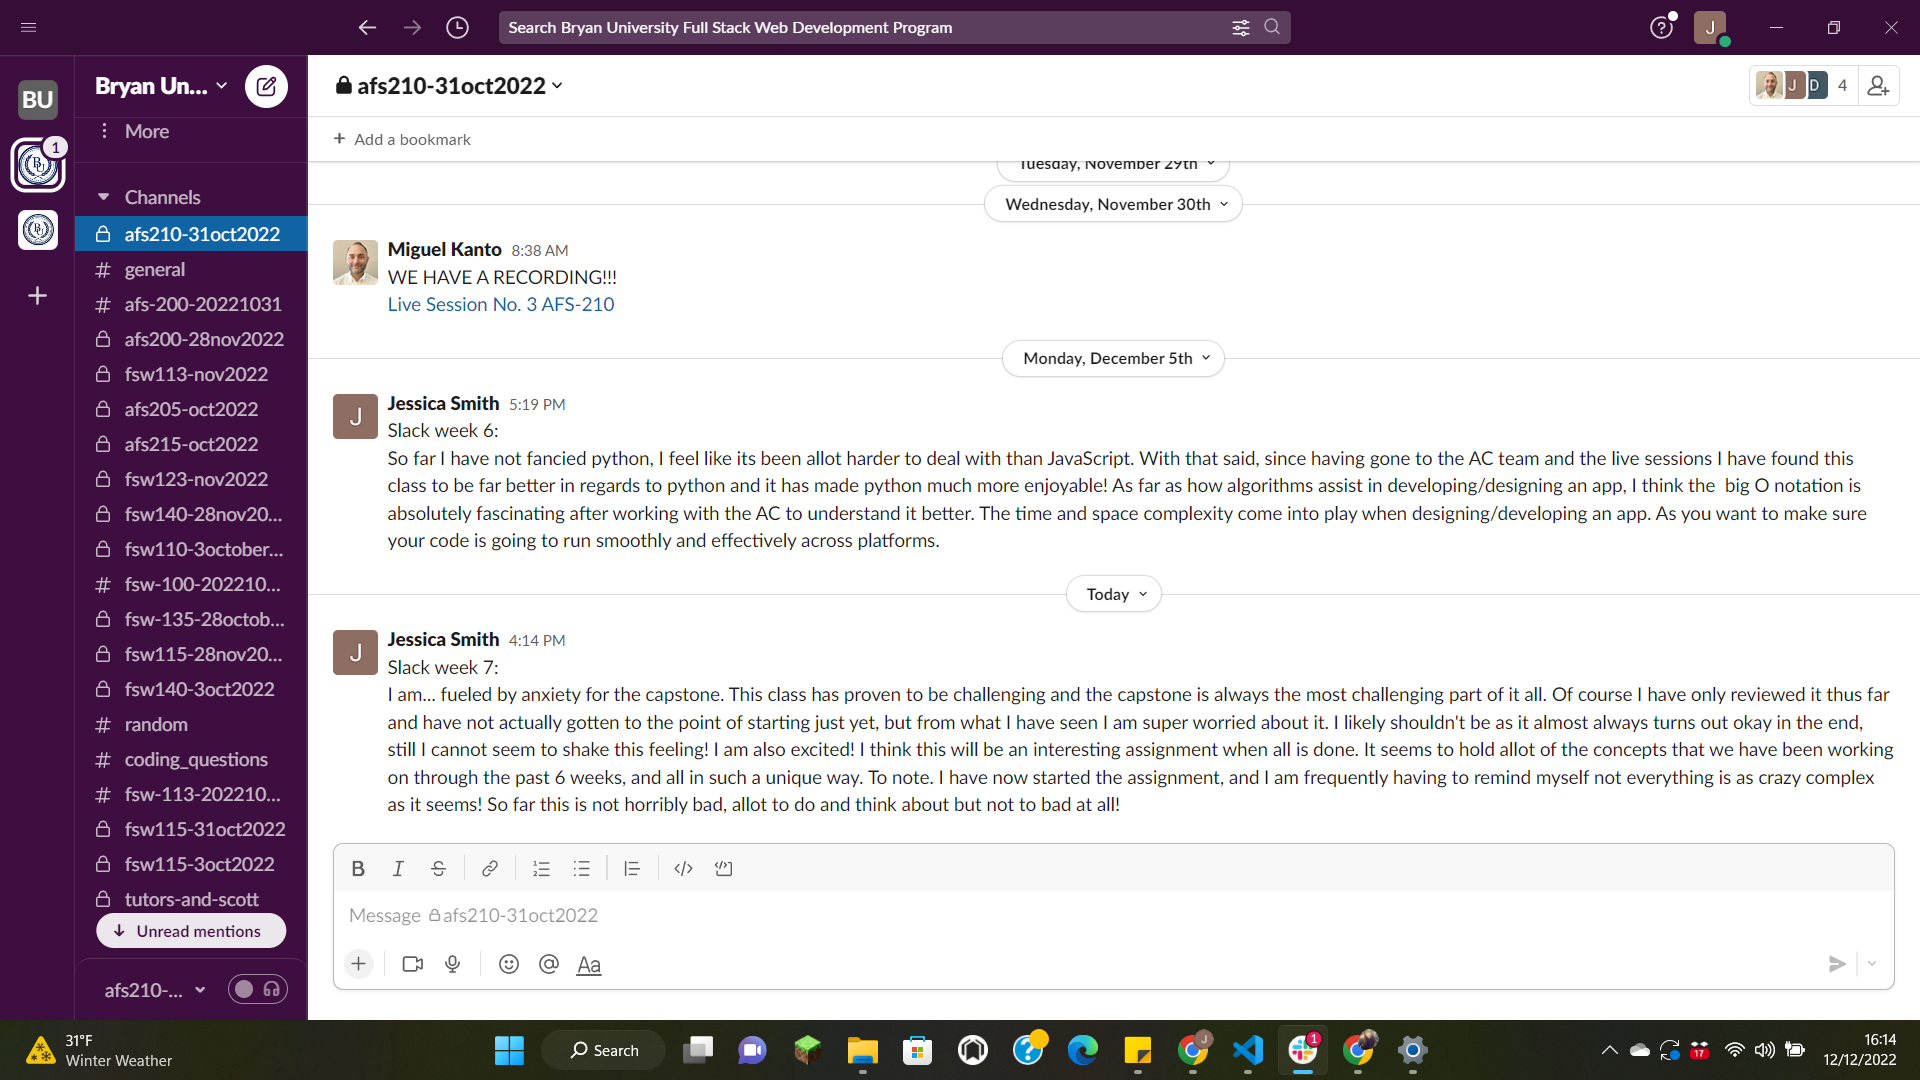 Search Bryan University Full Stack Web Development Program
J
BU
1
Bryan Un...
More
Channels
afs210-31oct2022
general
afs-200-20221031
afs200-28nov2022
fsw113-nov2022
afs205-oct2022
afs215-oct2022
fsw123-nov2022
fsw140-28nov20...
fsw110-3october...
fsw-100-202210...
fsw-135-28octob...
fsw115-28nov20...
fsw140-3oct2022
random
coding_questions
fsw-113-202210...
fsw115-31oct2022
fsw115-3oct2022
tutors-and-scott
Unread mentions
afs210-...
afs210-31oct2022
J D 4
Add a bookmark
Tuesday, November 29th
Wednesday, November 30th
Miguel Kanto 8:38 AM
WE HAVE A RECORDING!!!
Live Session No. 3 AFS-210
Monday, December 5th
J
Jessica Smith 5:19 PM
Slack week 6:
So far I have not fancied python, I feel like its been allot harder to deal with than JavaScript. With that said, since having gone to the AC team and the live sessions I have found this
class to be far better in regards to python and it has made python much more enjoyable! As far as how algorithms assist in developing/designing an app, I think the  big O notation is
absolutely fascinating after working with the AC to understand it better. The time and space complexity come into play when designing/developing an app. As you want to make sure
your code is going to run smoothly and effectively across platforms.
Today
J
Jessica Smith 4:14 PM
Slack week 7:
I am... fueled by anxiety for the capstone. This class has proven to be challenging and the capstone is always the most challenging part of it all. Of course I have only reviewed it thus far
and have not actually gotten to the point of starting just yet, but from what I have seen I am super worried about it. I likely shouldn't be as it almost always turns out okay in the end,
still I cannot seem to shake this feeling! I am also excited! I think this will be an interesting assignment when all is done. It seems to hold allot of the concepts that we have been working
on through the past 6 weeks, and all in such a unique way. To note. I have now started the assignment, and I am frequently having to remind myself not everything is as crazy complex
as it seems! So far this is not horribly bad, allot to do and think about but not to bad at all!
B I S
Message afs210-31oct2022
Aa
31°F
Winter Weather
Search
J
1
17
16:14
12/12/2022